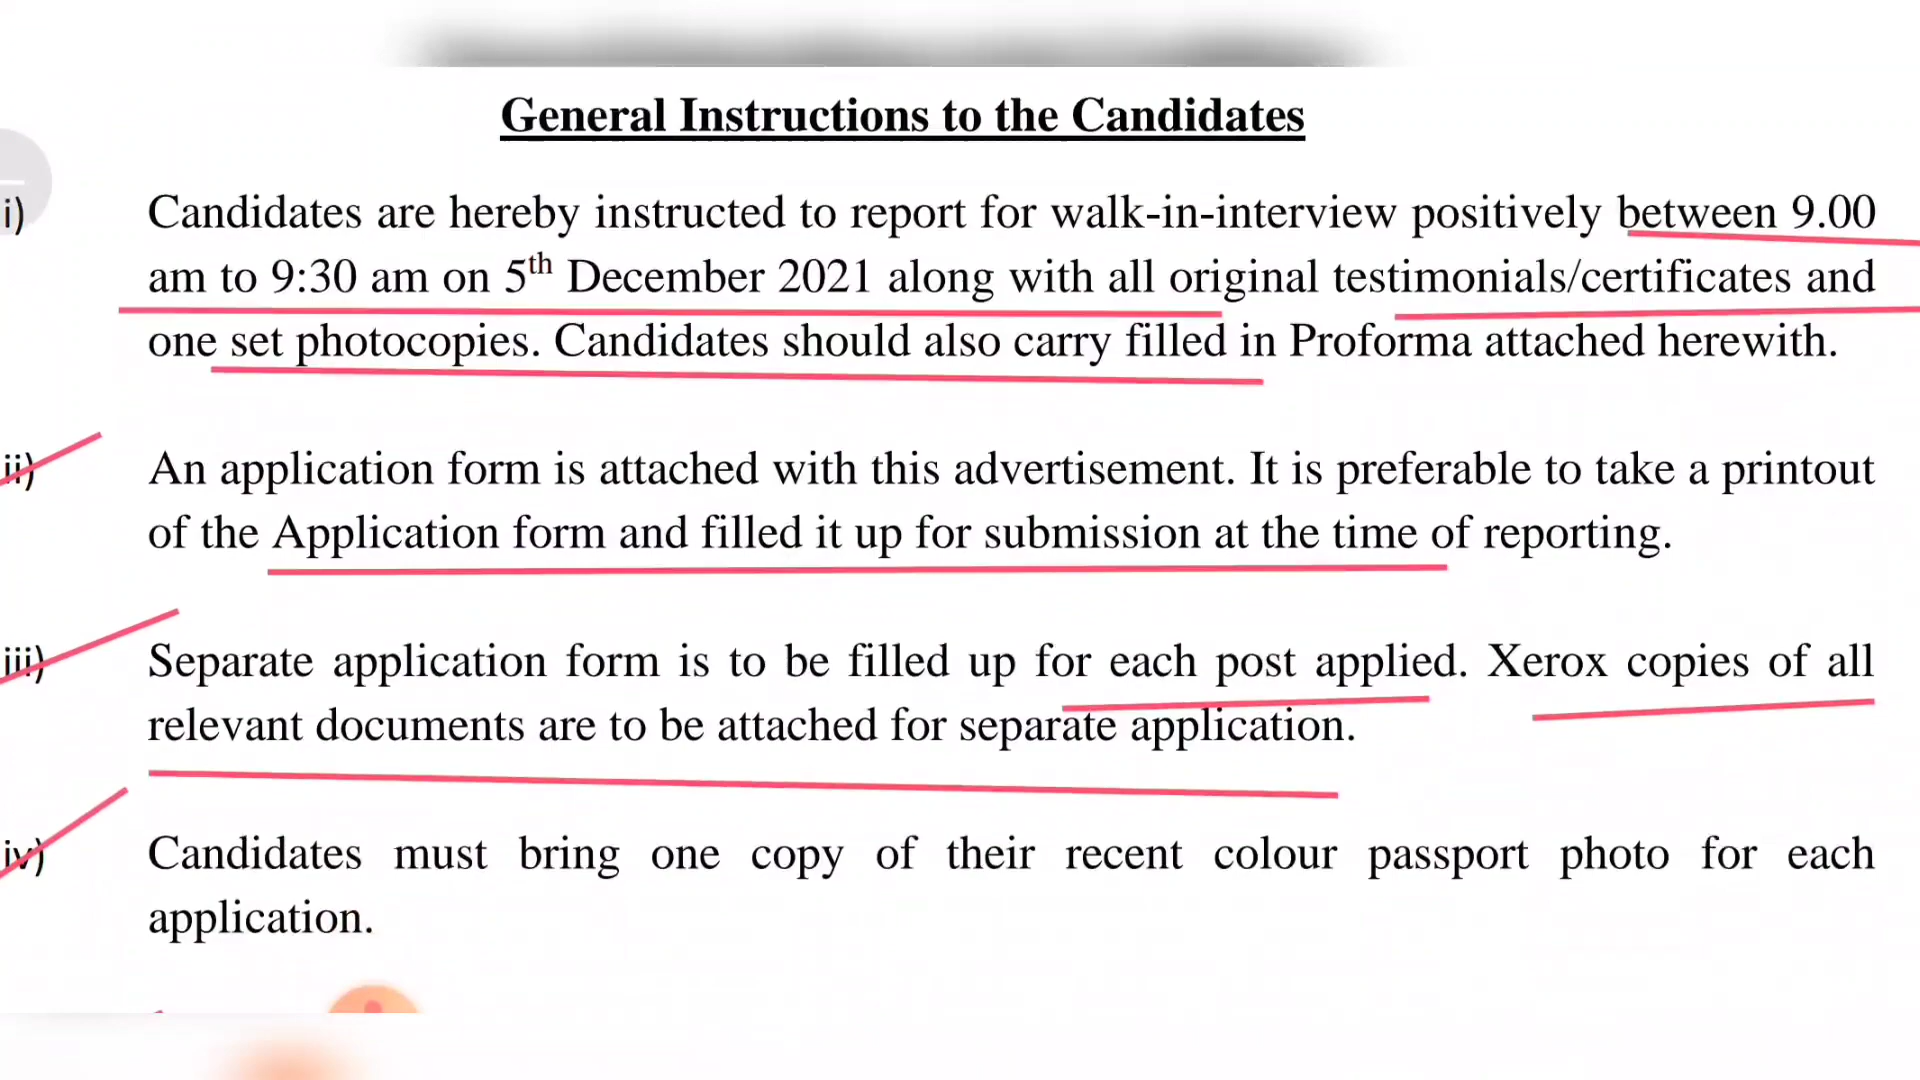 General Instructions to the Candidates
i) Candidates are hereby instructed to report for walk-in-interview positively between 9.00
am to 9:30 am on 5th December 2021 along with all original testimonials/certificates and
one set photocopies. Candidates should also carry filled in Proforma attached herewith.
ii) An application form is attached with this advertisement. It is preferable to take a printout
of the Application form and filled it up for submission at the time of reporting.
iii) Separate application form is to be filled up for each post applied. Xerox copies of all
relevant documents are to be attached for separate application.
iv) Candidates must bring one copy of their recent colour passport photo for each
application.